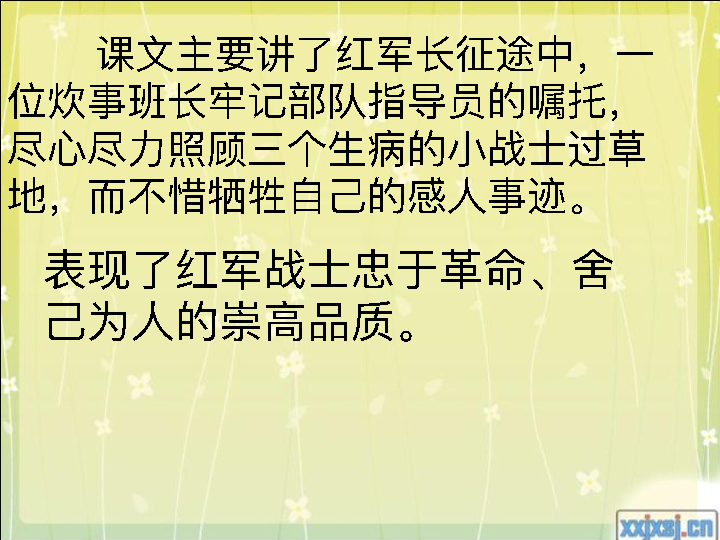 课文主要讲了红军长征途中，一
位炊事班长牢记部队指导员的嘱托，
尽心尽力照顾三个生病的小战士过草
地，而不惜牺牲自己的感人事迹。
表现了红军战士忠于革命、舍
己为人的崇高品质。
xxjxsj.cn